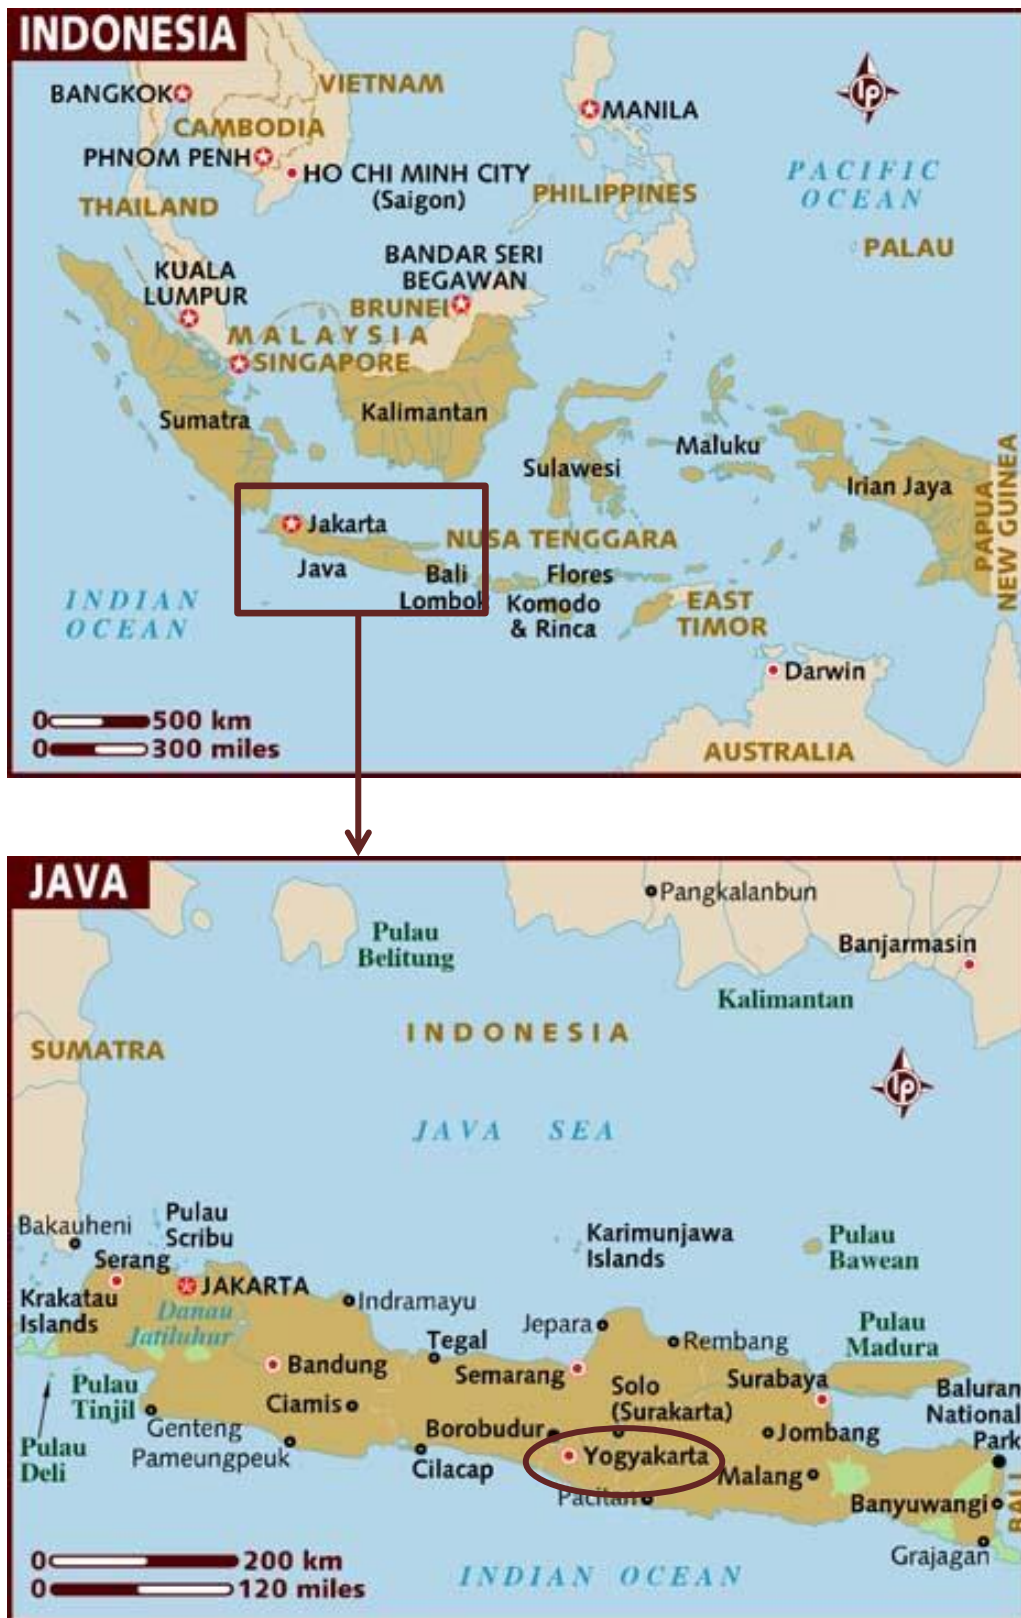 INDONESIA
BANGKOK
VIETNAM
CAMBODIA
PHNOM PENH
HO CHI MINH CITY
(Saigon)
THAILAND
MANILA
PHILIPPINES
PACIFIC
OCEAN
PALAU
KUALA
LUMPUR
BANDAR SERI
BEGAWAN
BRUNEI
MALAYSIA
SINGAPORE
Sumatra
Kalimantan
Sulawesi
Maluku
Irian Jaya
PAPUA
NEW GUINEA
Jakarta
Java
NUSA TENGGARA
Bali
Lombok
Flores
Komodo
& Rinca
EAST
TIMOR
INDIAN
OCEAN
Darwin
AUSTRALIA
0 500 km
0 300 miles
lp
JAVA
Pangkalanbun
Pulau
Belitung
Banjarmasin
Kalimantan
INDONESIA
SUMATRA
lp
JAVA SEA
Bakauheni
Pulau
Scribu
Serang
JAKARTA
Krakatau
Islands
Danau
Jatiluhur
Indramayu
Karimunjawa
Islands
Pulau
Bawean
Jepara
Rembang
Pulau
Madura
Tegal
Semarang
Bandung
Solo
(Surakarta)
Surabaya
Baluran
National
Park
Pulau
Tinjil
Ciamis
Genteng
Pameungpeuk
Borobudur
Cilacap
Yogyakarta
Jombang
Malang
Pulau
Deli
Pacitan
Banyuwangi
BALI
Grajagan
0 200 km
0 120 miles
INDIAN OCEAN